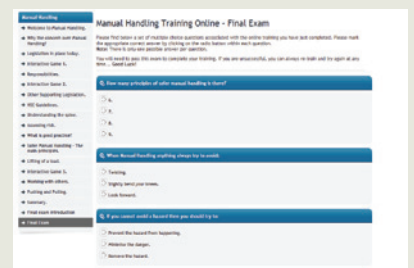 Manual Handling
Welcome to Manual Handling.
Why the concern over Manual Handling?
Legislation in place today.
Interactive Game 1.
Responsibilities.
Interactive Game 2.
Other Supporting Legislation.
HSE Guidelines.
Understanding the spine.
Assessing risk.
What is good practice?
Safer Manual Handling - The main principles.
Lifting of a load.
Interactive Game 3.
Working with others.
Pushing and Pulling.
Summary.
Final Exam Introduction
Final Exam
Manual Handling Training Online - Final Exam
Please find below a set of multiple choice questions associated with the online training you have just completed. Please mark
the appropriate correct answer by clicking on the radio button within each question.
Note: There is only one possible answer per question.
You will need to pass this exam to complete your training. If you are unsuccessful, you can always re-train and try again at any
time ... Good Luck!
Q. How many principles of safer manual handling is there?
6.
7.
8.
9.
Q. When Manual Handling anything always try to avoid:
Twisting.
Slightly bend your knees.
Look forward.
Q. If you cannot avoid a hazard then you should try to:
Prevent the hazard from happening.
Minimise the danger.
Remove the hazard.